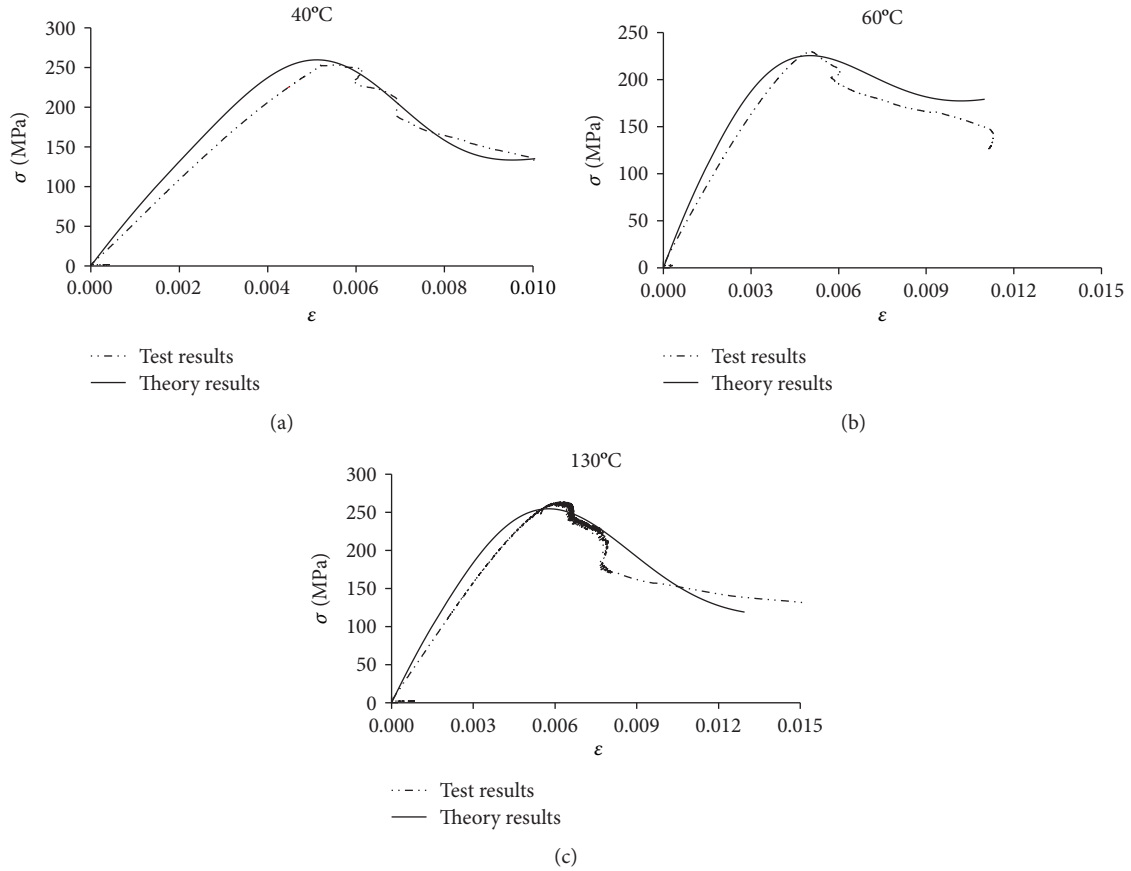 40°C
300
250
200
150
100
50
0
σ (MPa)
0.000 0.002 0.004 0.006 0.008 0.010
ε
Test results
Theory results
(a)
60°C
250
200
150
100
50
0
σ (MPa)
0.000 0.003 0.006 0.009 0.012 0.015
ε
Test results
Theory results
(b)
130°C
300
250
200
150
100
50
0
σ (MPa)
0.000 0.003 0.006 0.009 0.012 0.015
ε
Test results
Theory results
(c)